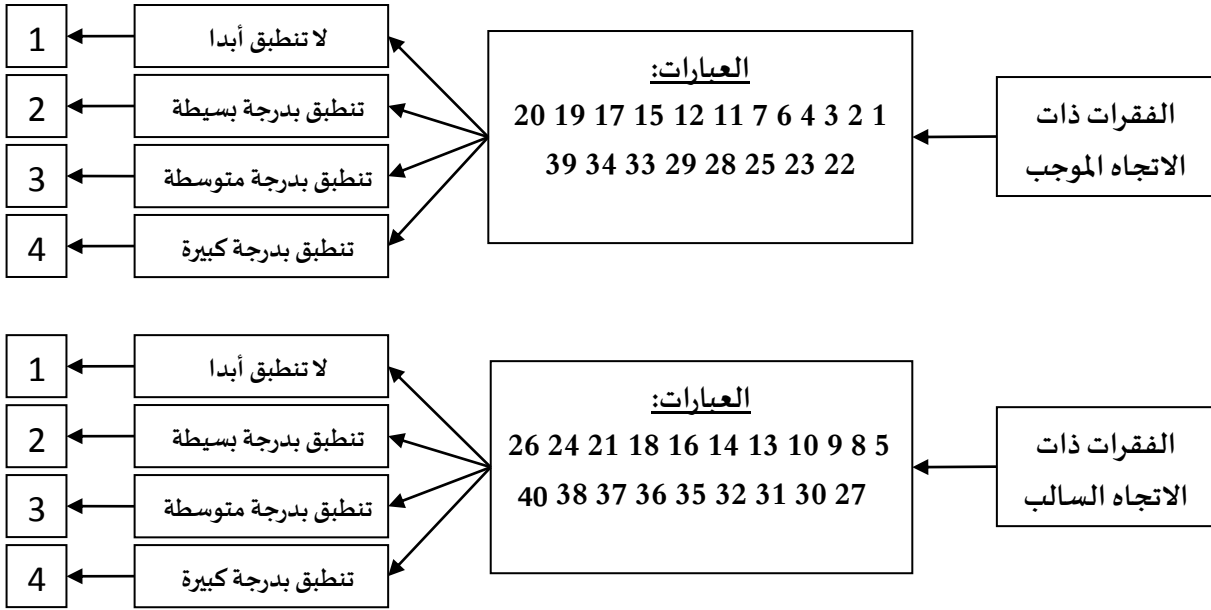 الفقرات ذات
الاتجاه الموجب
العبارات:
1 2 3 4 6 7 11 12 15 17 19 20
22 23 25 28 29 33 34 39
لا تنطبق أبدا
1
تنطبق بدرجة بسيطة
2
تنطبق بدرجة متوسطة
3
تنطبق بدرجة كبيرة
4
الفقرات ذات
الاتجاه السالب
العبارات:
5 8 9 10 13 14 16 18 21 24 26
27 30 31 32 35 36 37 38 40
لا تنطبق أبدا
1
تنطبق بدرجة بسيطة
2
تنطبق بدرجة متوسطة
3
تنطبق بدرجة كبيرة
4